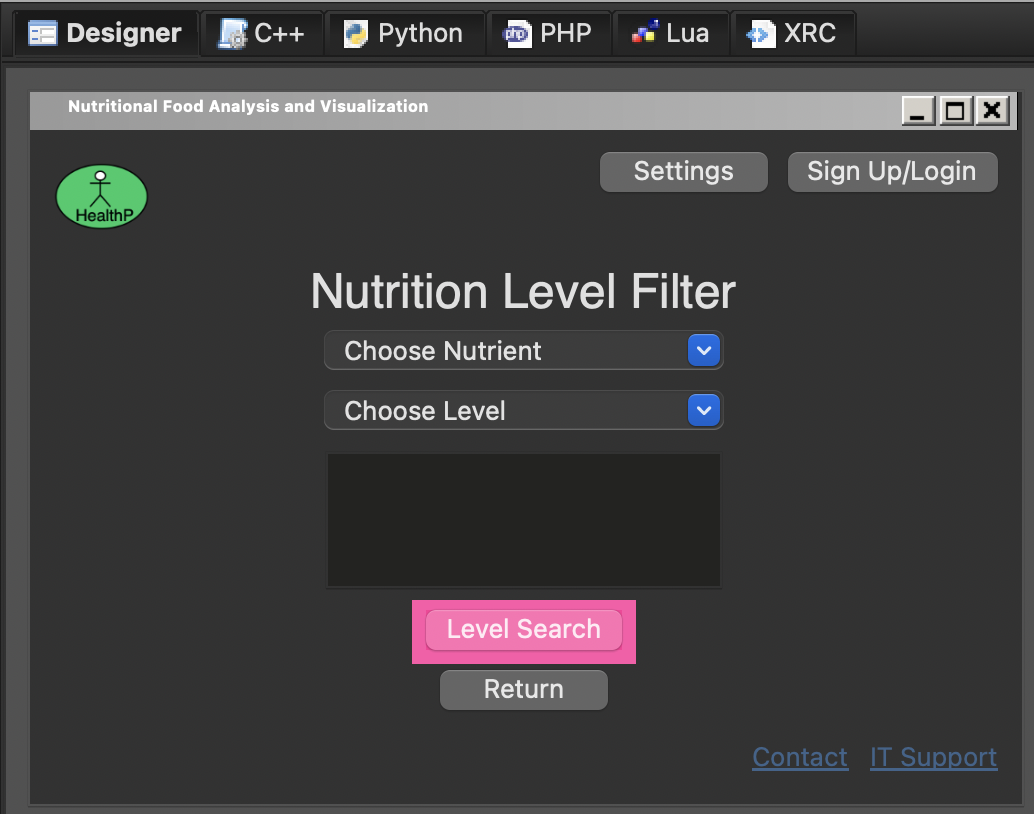 Designer C++ Python PHP Lua XRC
Nutritional Food Analysis and Visualization
Settings Sign Up/Login
HealthP
Nutrition Level Filter
Choose Nutrient
Choose Level
Level Search
Return
Contact IT Support